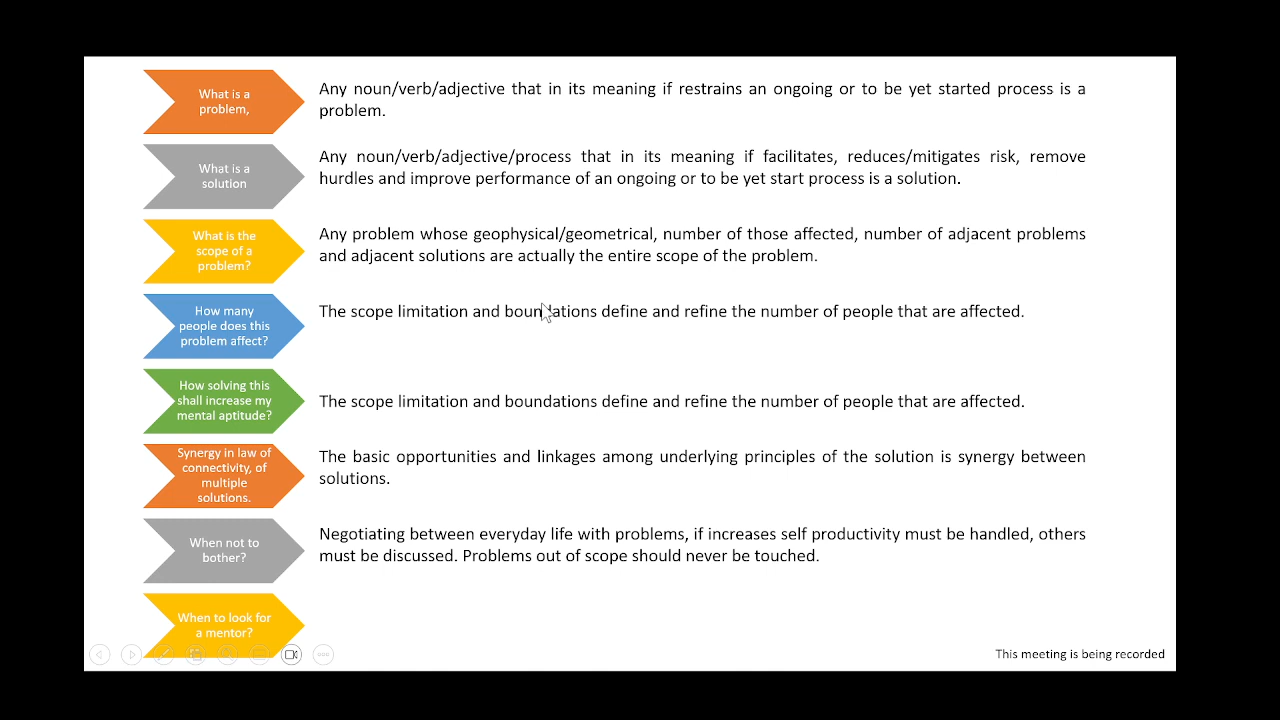 What is a
problem,
Any noun/verb/adjective that in its meaning if restrains an ongoing or to be yet started process is a
problem.
What is a
solution
Any noun/verb/adjective/process that in its meaning if facilitates, reduces/mitigates risk, remove
hurdles and improve performance of an ongoing or to be yet start process is a solution.
What is the
scope of a
problem?
Any problem whose geophysical/geometrical, number of those affected, number of adjacent problems
and adjacent solutions are actually the entire scope of the problem.
How many
people does this
problem affect?
The scope limitation and boundations define and refine the number of people that are affected.
How solving this
shall increase my
mental aptitude?
The scope limitation and boundations define and refine the number of people that are affected.
Synergy in law of
connectivity, of
multiple
solutions.
The basic opportunities and linkages among underlying principles of the solution is synergy between
solutions.
When not to
bother?
Negotiating between everyday life with problems, if increases self productivity must be handled, others
must be discussed. Problems out of scope should never be touched.
When to look for
a mentor?
This meeting is being recorded